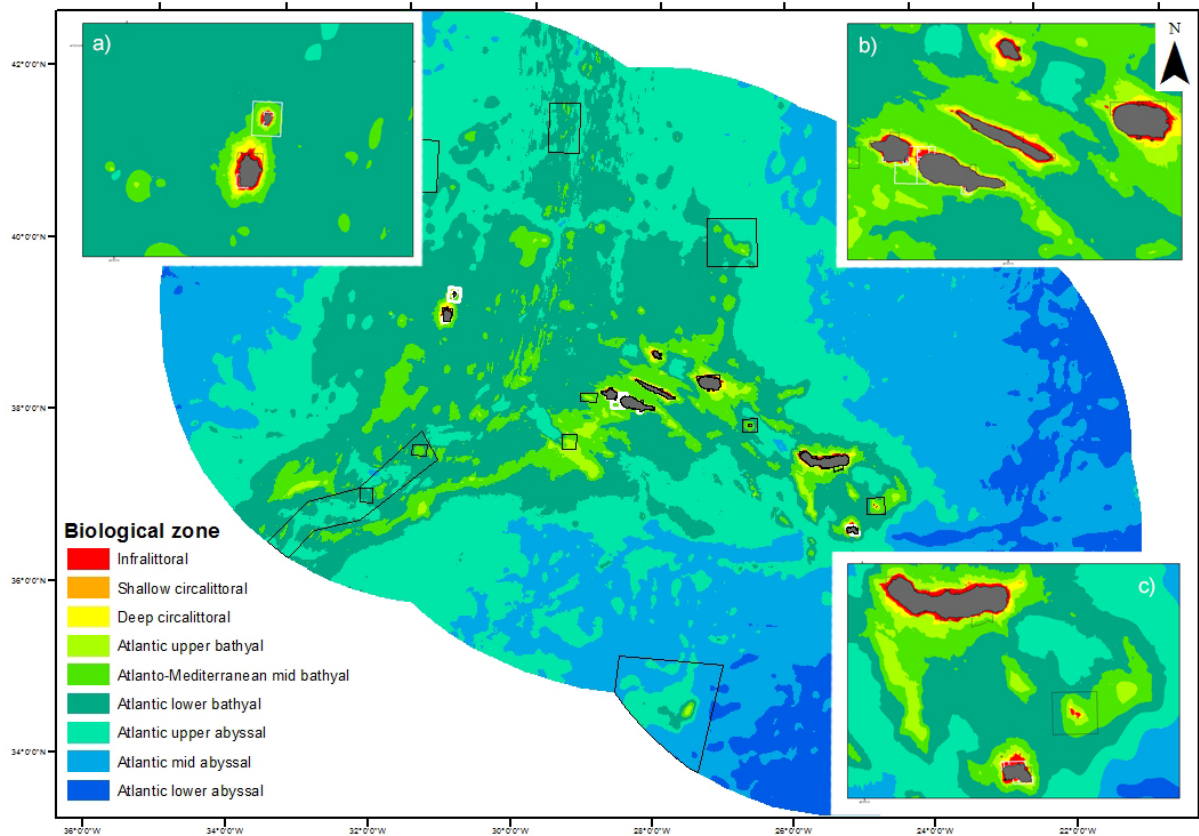 a)
b)
N
42°0'0"N
40°0'0"N
38°0'0"N
36°0'0"N
34°0'0"N
Biological zone
Infralittoral
Shallow circalittoral
Deep circalittoral
Atlantic upper bathyal
Atlanto-Mediterranean mid bathyal
Atlantic lower bathyal
Atlantic upper abyssal
Atlantic mid abyssal
Atlantic lower abyssal
c)
36°0'0"W 34°0'0"W 32°0'0"W 30°0'0"W 28°0'0"W 26°0'0"W 24°0'0"W 22°0'0"W